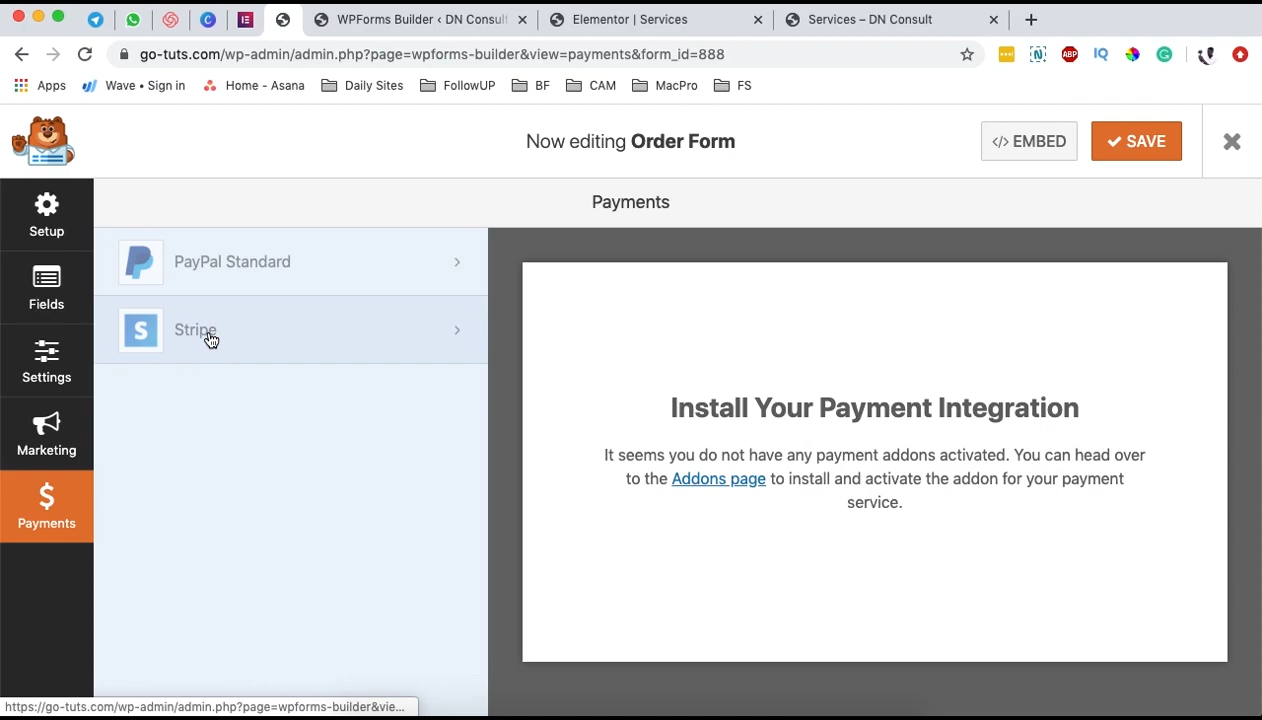 WPForms Builder ‹ DN Consult
Elementor | Services
Services – DN Consult
go-tuts.com/wp-admin/admin.php?page=wpforms-builder&view=payments&form_id=888
Apps
Wave • Sign in
Home - Asana
Daily Sites
FollowUP
BF
CAM
MacPro
FS
Now editing Order Form
</> EMBED
SAVE
Payments
Setup
Fields
Settings
Marketing
Payments
PayPal Standard
Stripe
Install Your Payment Integration
It seems you do not have any payment addons activated. You can head over
to the Addons page to install and activate the addon for your payment
service.
https://go-tuts.com/wp-admin/admin.php?page=wpforms-builder&vie...